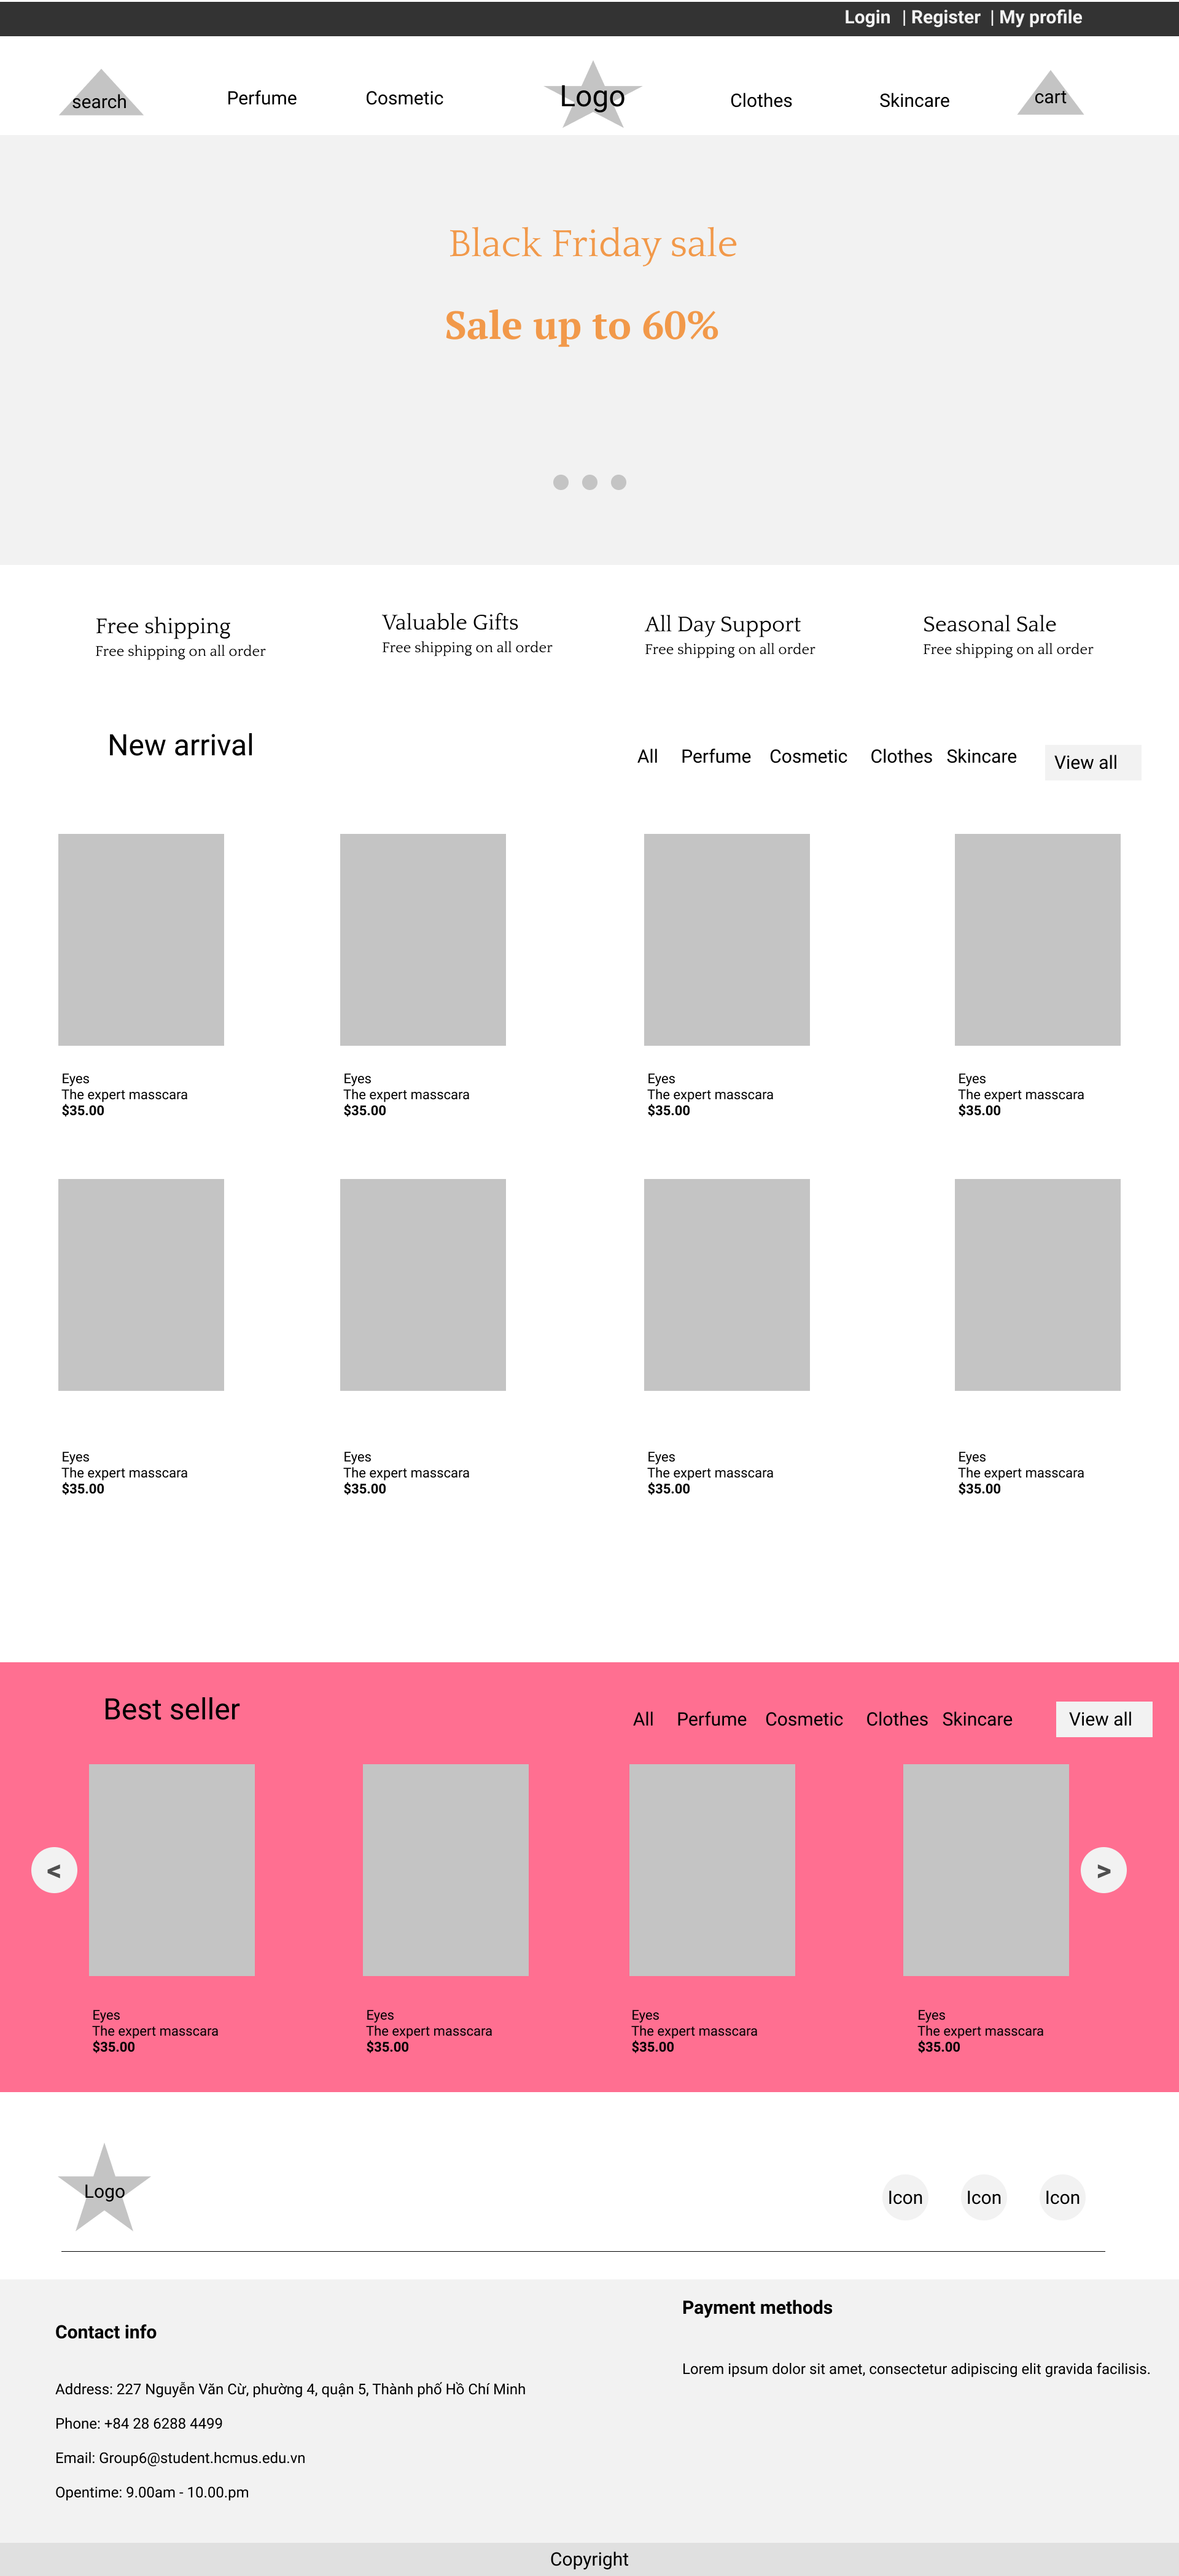 Login | Register | My profile
search
Perfume
Cosmetic
Logo
Clothes
Skincare
cart
Black Friday sale
Sale up to 60%
Free shipping
Free shipping on all order
Valuable Gifts
Free shipping on all order
All Day Support
Free shipping on all order
Seasonal Sale
Free shipping on all order
New arrival
All Perfume Cosmetic Clothes Skincare
View all
Eyes
The expert masscara
$35.00
Eyes
The expert masscara
$35.00
Eyes
The expert masscara
$35.00
Eyes
The expert masscara
$35.00
Eyes
The expert masscara
$35.00
Eyes
The expert masscara
$35.00
Eyes
The expert masscara
$35.00
Eyes
The expert masscara
$35.00
Best seller
All Perfume Cosmetic Clothes Skincare
View all
<
>
Eyes
The expert masscara
$35.00
Eyes
The expert masscara
$35.00
Eyes
The expert masscara
$35.00
Eyes
The expert masscara
$35.00
Logo
Icon
Icon
Icon
Contact info
Address: 227 Nguyễn Văn Cừ, phường 4, quận 5, Thành phố Hồ Chí Minh
Phone: +84 28 6288 4499
Email: Group6@student.hcmus.edu.vn
Opentime: 9.00am - 10.00.pm
Payment methods
Lorem ipsum dolor sit amet, consectetur adipiscing elit gravida facilisis.
Copyright